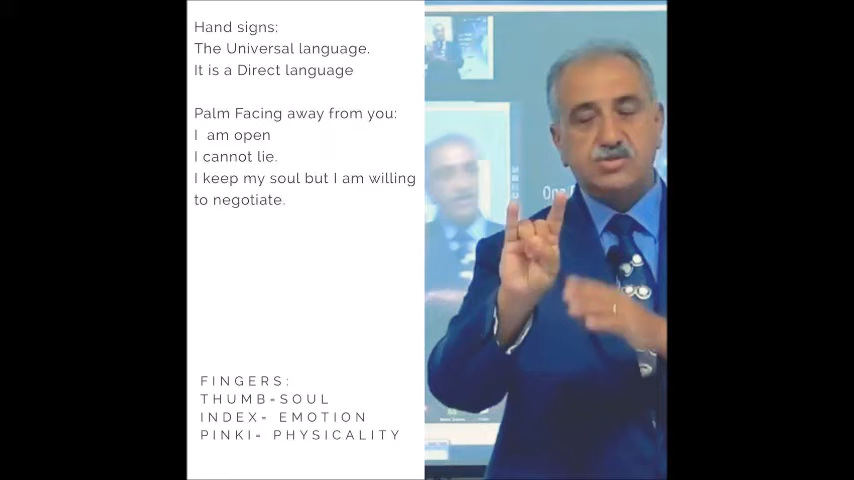 Hand signs:
The Universal language.
It is a Direct language
Palm Facing away from you:
I am open
I cannot lie.
I keep my soul but I am willing
to negotiate.
FINGERS:
THUMB=SOUL
INDEX= EMOTION
PINKI= PHYSICALITY